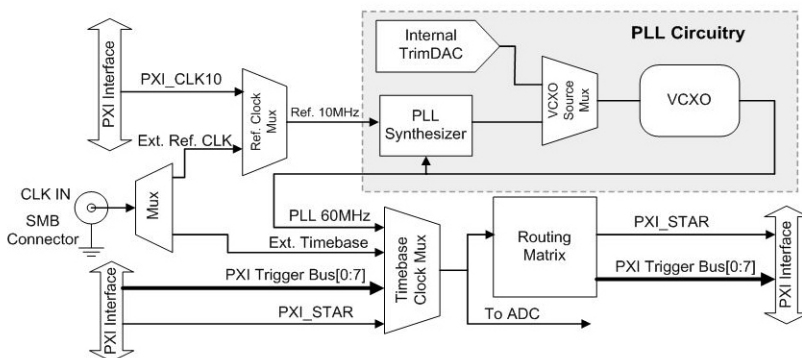 PXI Interface
PXI_CLK10
Ext. Ref. CLK
Ref. Clock
Mux
Ref. 10MHz
Internal
TrimDAC
PLL Circuitry
PLL
Synthesizer
VCXO
Source
Mux
VCXO
CLK IN
SMB
Connector
Mux
PLL 60MHz
Ext. Timebase
PXI Interface
PXI Trigger Bus[0:7]
PXI_STAR
Timebase
Clock Mux
Routing
Matrix
To ADC
PXI_STAR
PXI Trigger Bus[0:7]
PXI Interface